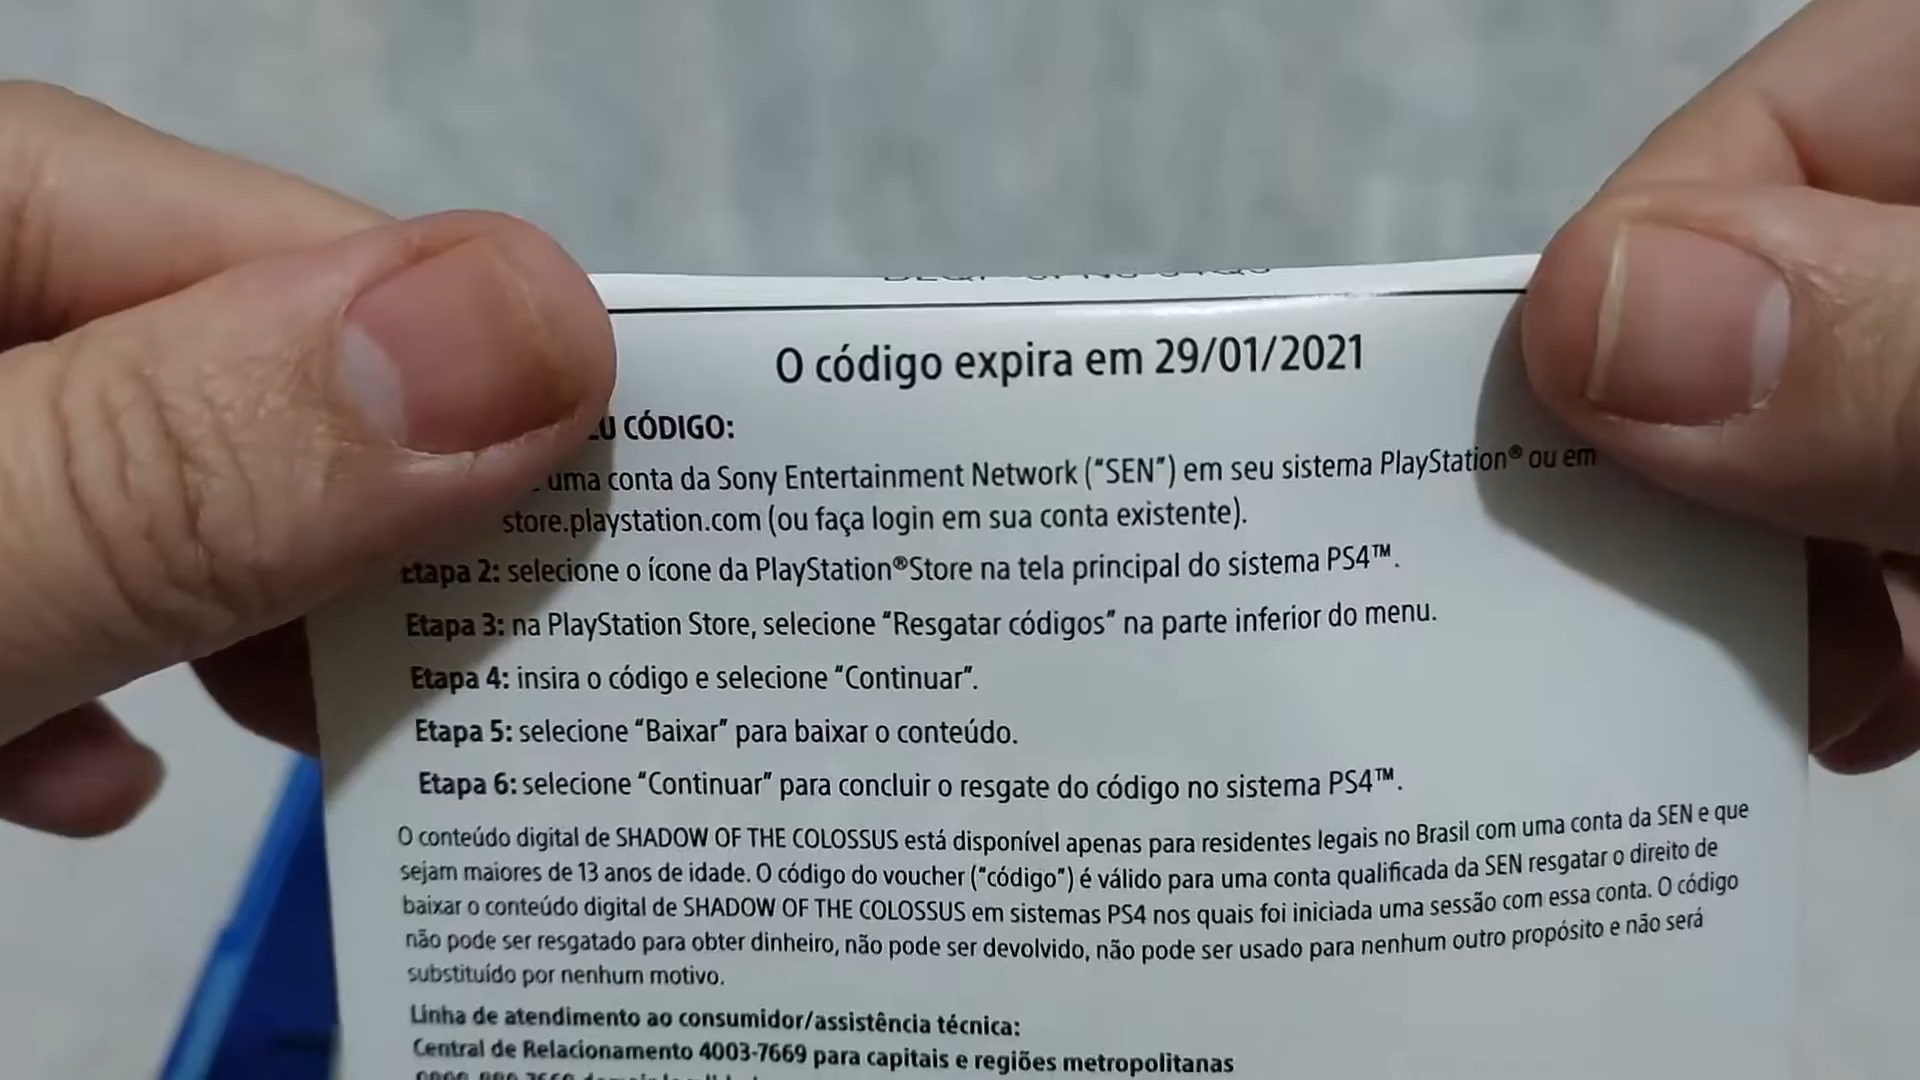 O código expira em 29/01/2021
CÓDIGO:
uma conta da Sony Entertainment Network (“SEN”) em seu sistema PlayStation® ou em
store.playstation.com (ou faça login em sua conta existente).
Etapa 2: selecione o ícone da PlayStation®Store na tela principal do sistema PS4™.
Etapa 3: na PlayStation Store, selecione “Resgatar códigos” na parte inferior do menu.
Etapa 4: insira o código e selecione “Continuar”.
Etapa 5: selecione “Baixar” para baixar o conteúdo.
Etapa 6: selecione “Continuar” para concluir o resgate do código no sistema PS4™.
O conteúdo digital de SHADOW OF THE COLOSSUS está disponível apenas para residentes legais no Brasil com uma conta da SEN e que
sejam maiores de 13 anos de idade. O código do voucher (“código”) é válido para uma conta qualificada da SEN resgatar o direito de
baixar o conteúdo digital de SHADOW OF THE COLOSSUS em sistemas PS4 nos quais foi iniciada uma sessão com essa conta. O código
não pode ser resgatado para obter dinheiro, não pode ser devolvido, não pode ser usado para nenhum outro propósito e não será
substituído por nenhum motivo.
Linha de atendimento ao consumidor/assistência técnica:
Central de Relacionamento 4003-7669 para capitais e regiões metropolitanas